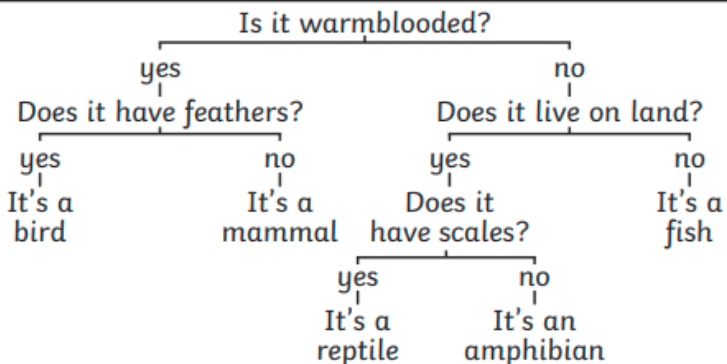 Is it warmblooded?
yes no
Does it have feathers? Does it live on land?
yes no yes no
It's a It's a Does it It's a
bird mammal have scales? fish
yes no
It's a It's an
reptile amphibian